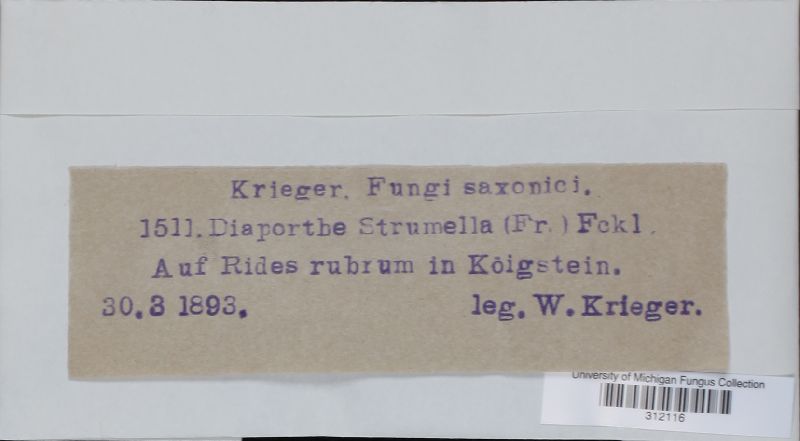 Krieger. Fungi saxonici.
1511. Diaporthe Strumella (Fr.) Fckl.
Auf Rides rubrum in Köigstein.
30.3 1893.
leg. W. Krieger.
University of Michigan Fungus Collection
312116